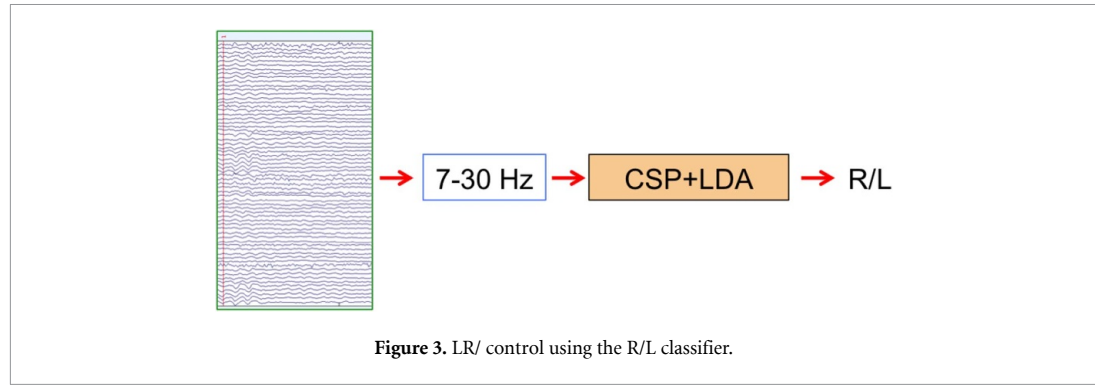 7-30 Hz
CSP+LDA
R/L
Figure 3. LR/ control using the R/L classifier.